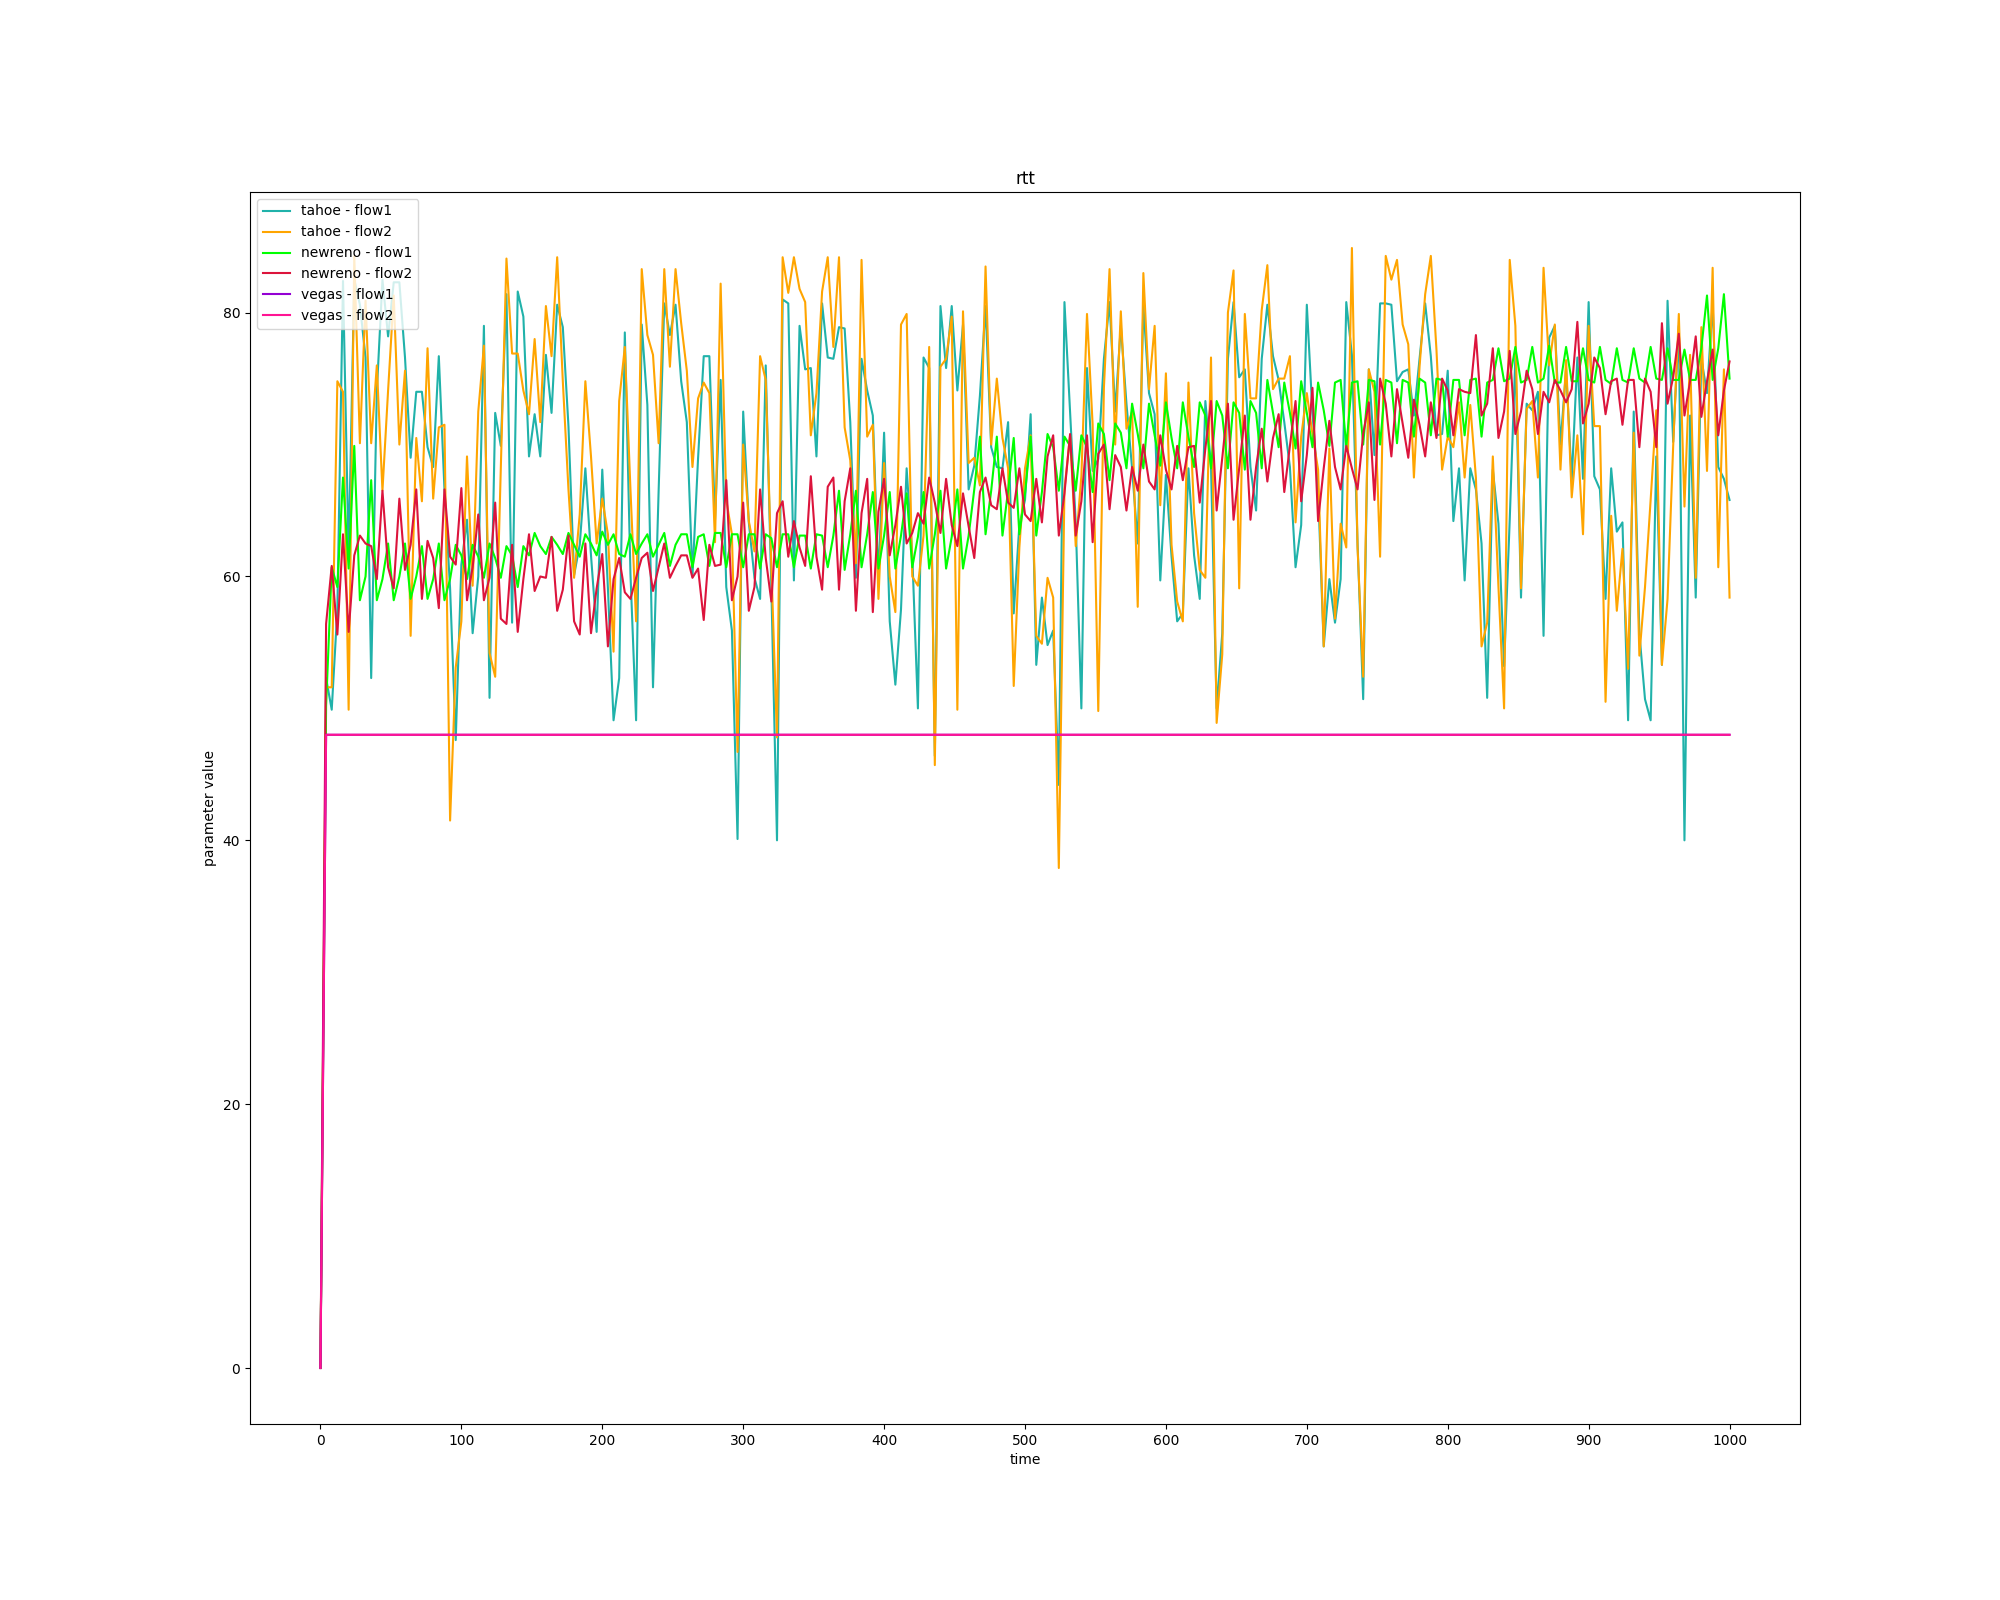 rtt
tahoe - flow1
tahoe - flow2
newreno - flow1
newreno - flow2
vegas - flow1
vegas - flow2
80
60
40
20
0
parameter value
0 100 200 300 400 500 600 700 800 900 1000
time